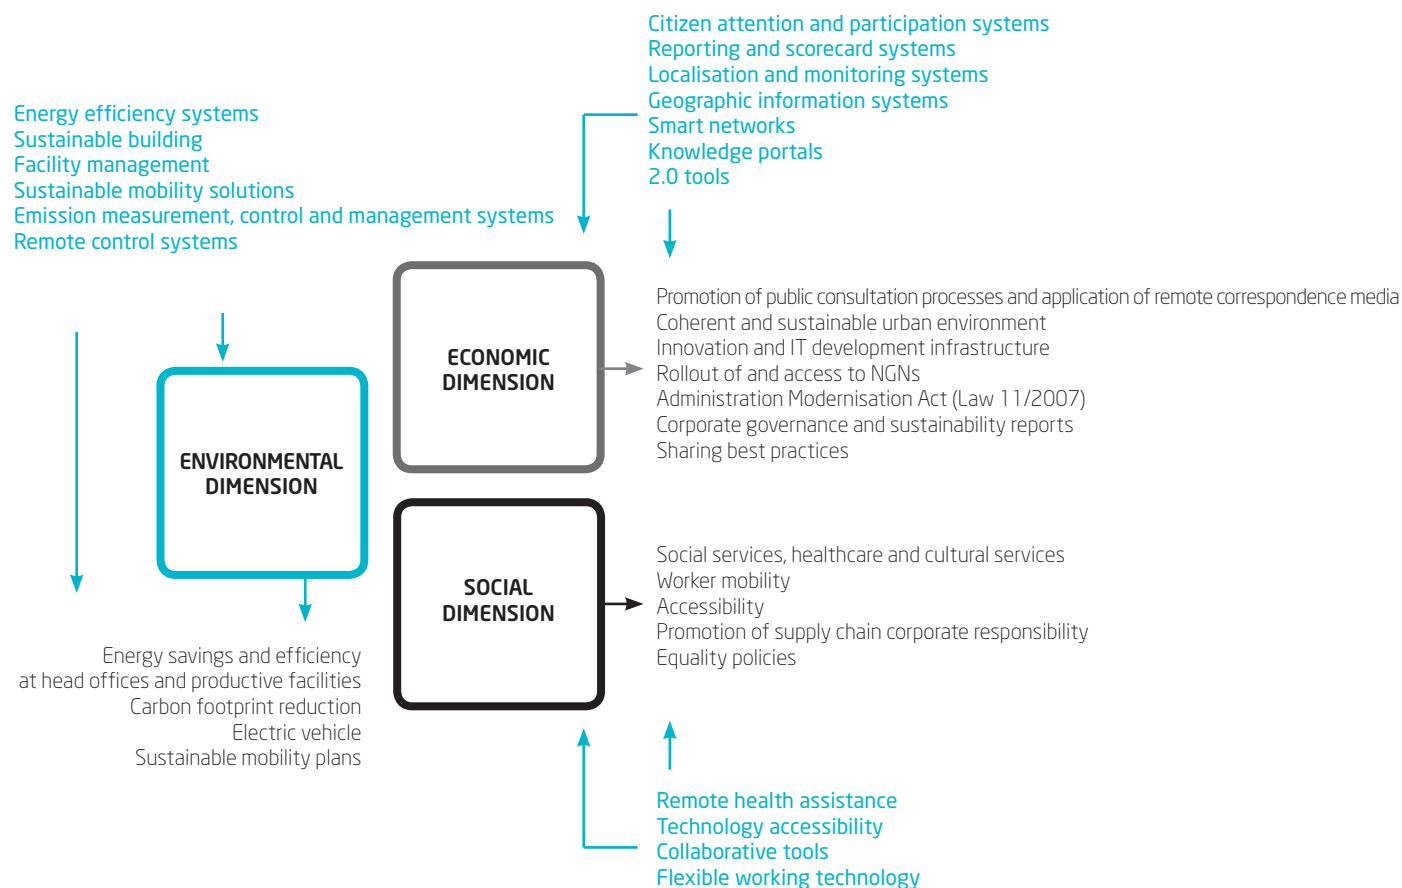 Citizen attention and participation systems
Reporting and scorecard systems
Localisation and monitoring systems
Geographic information systems
Smart networks
Knowledge portals
2.0 tools
Energy efficiency systems
Sustainable building
Facility management
Sustainable mobility solutions
Emission measurement, control and management systems
Remote control systems
ECONOMIC
DIMENSION
Promotion of public consultation processes and application of remote correspondence media
Coherent and sustainable urban environment
Innovation and IT development infrastructure
Rollout of and access to NGNs
Administration Modernisation Act (Law 11/2007)
Corporate governance and sustainability reports
Sharing best practices
ENVIRONMENTAL
DIMENSION
SOCIAL
DIMENSION
Social services, healthcare and cultural services
Worker mobility
Accessibility
Promotion of supply chain corporate responsibility
Equality policies
Energy savings and efficiency
at head offices and productive facilities
Carbon footprint reduction
Electric vehicle
Sustainable mobility plans
Remote health assistance
Technology accessibility
Collaborative tools
Flexible working technology